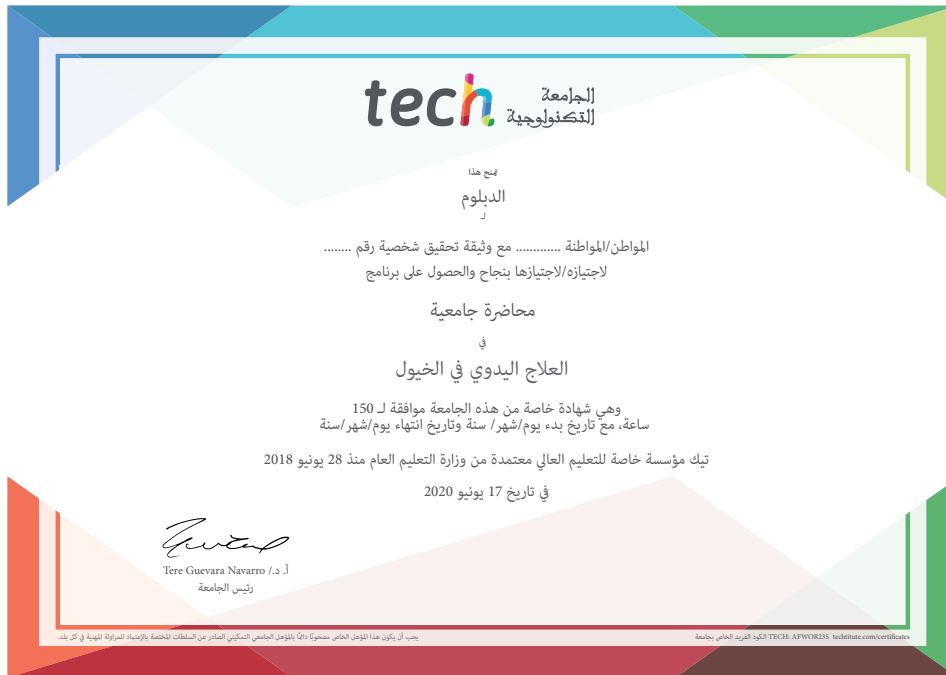 tech الجامعة
التكنولوجية
يُمنح هذا
الدبلوم
لـ
المواطن/المواطنة ............. مع وثيقة تحقيق شخصية رقم ........
لاجتيازه/لاجتيازها بنجاح والحصول على برنامج
محاضرة جامعية
في
العلاج اليدوي في الخيول
وهي شهادة خاصة من هذه الجامعة موافقة لـ 150
ساعة، مع تاريخ بدء يوم/شهر/ سنة وتاريخ انتهاء يوم/شهر/سنة
تيك مؤسسة خاصة للتعليم العالي معتمدة من وزارة التعليم العام منذ 28 يونيو 2018
في تاريخ 17 يونيو 2020
أ. د./ Tere Guevara Navarro
رئيس الجامعة
يجب أن يكون هذا المؤهل الخاص مصحوبًا دائمًا بالمؤهل الجامعي التمكيني الصادر عن السلطات المختصة بالإعتماد للمزاولة المهنية في كل بلد.
الكود الفريد الخاص بجامعة TECH: AFWOR23S techtitute.com/certificates